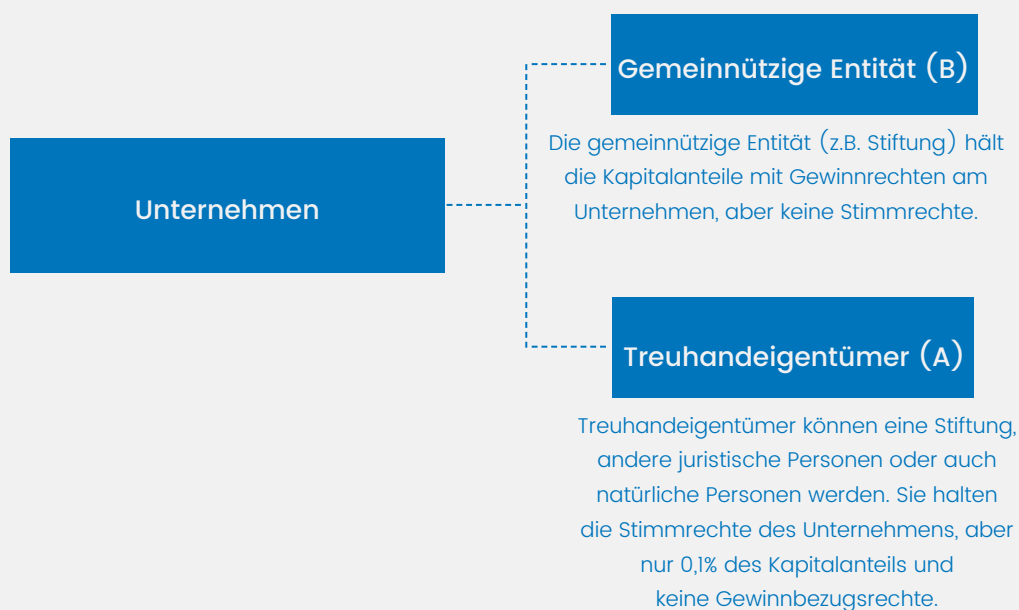 Gemeinnützige Entität (B)
Die gemeinnützige Entität (z.B. Stiftung) hält
die Kapitalanteile mit Gewinnrechten am
Unternehmen, aber keine Stimmrechte.
Unternehmen
Treuhandeigentümer (A)
Treuhandeigentümer können eine Stiftung,
andere juristische Personen oder auch
natürliche Personen werden. Sie halten
die Stimmrechte des Unternehmens, aber
nur 0,1% des Kapitalanteils und
keine Gewinnbezugsrechte.